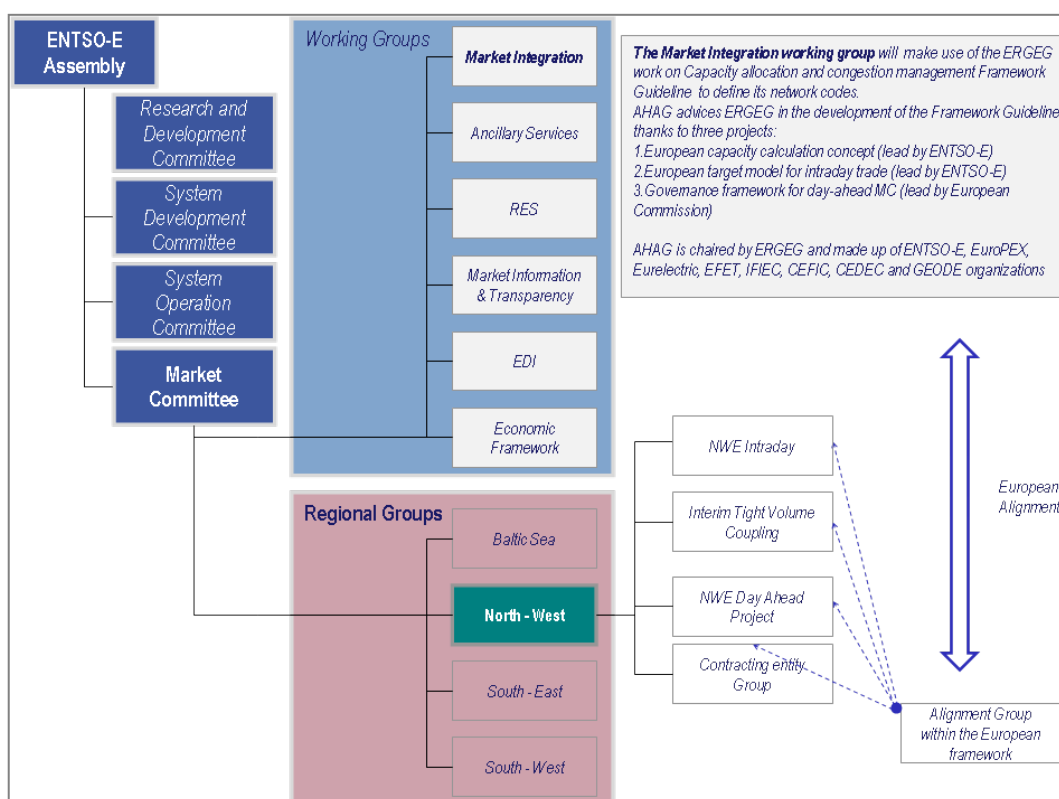 ENTSO-E
Assembly
Research and
Development
Committee
System
Development
Committee
System
Operation
Committee
Market
Committee
Working Groups
Market Integration
Ancillary Services
RES
Market Information
& Transparency
EDI
Economic
Framework
The Market Integration working group will make use of the ERGEG
work on Capacity allocation and congestion management Framework
Guideline to define its network codes.
AHAG advices ERGEG in the development of the Framework Guideline
thanks to three projects:
1.European capacity calculation concept (lead by ENTSO-E)
2.European target model for intraday trade (lead by ENTSO-E)
3.Governance framework for day-ahead MC (lead by European
Commission)
AHAG is chaired by ERGEG and made up of ENTSO-E, EuroPEX,
Eurelectric, EFET, IFIEC, CEFIC, CEDEC and GEODE organizations
Regional Groups
Baltic Sea
North - West
South - East
South - West
NWE Intraday
Interim Tight Volume
Coupling
NWE Day Ahead
Project
Contracting entity
Group
European
Alignment
Alignment Group
within the European
framework